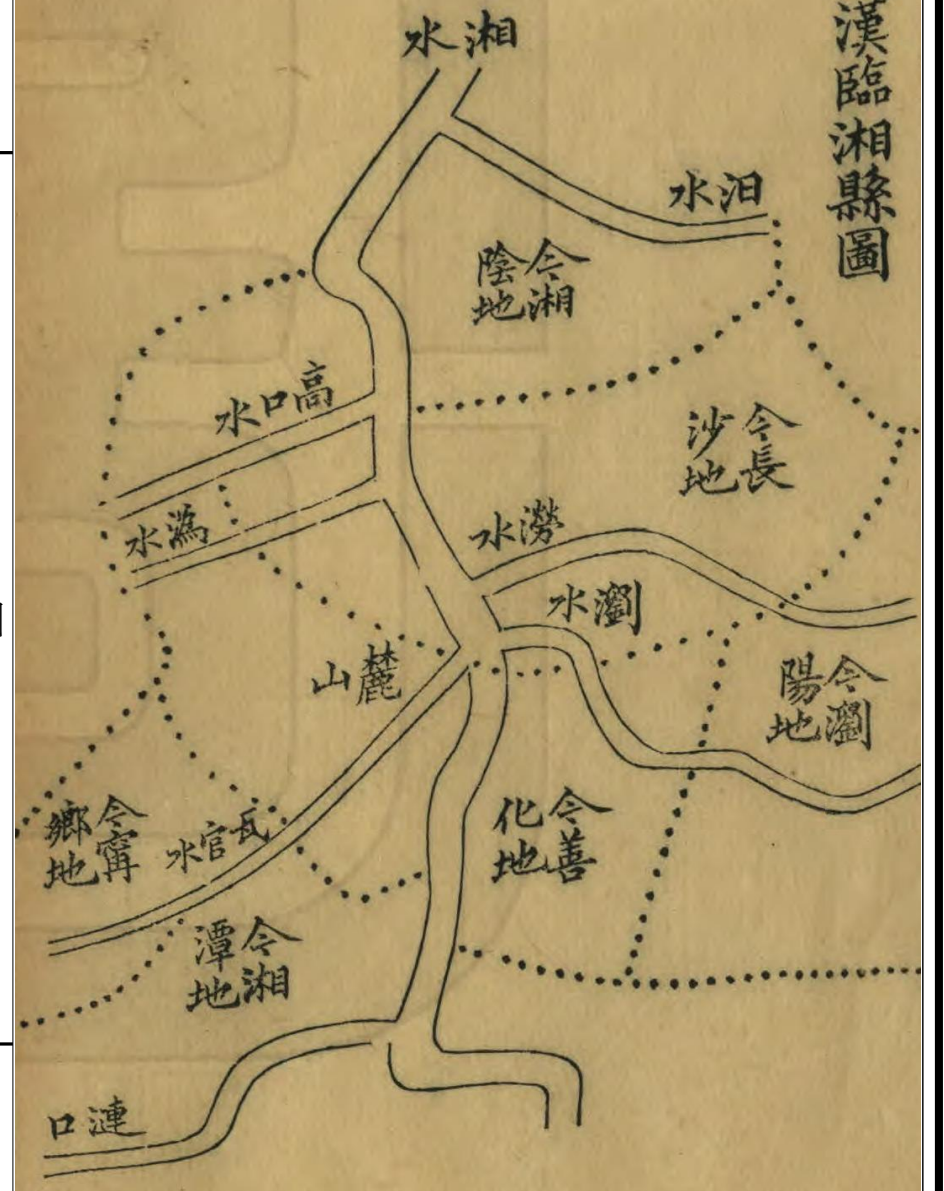 漢臨湘縣圖
湘水
汨水
今湘
陰地
高口水
今長
沙地
溈水
澇水
瀏水
麓山
今瀏
陽地
今寧
鄉地
瓦官水
今善
化地
今湘
潭地
漣口